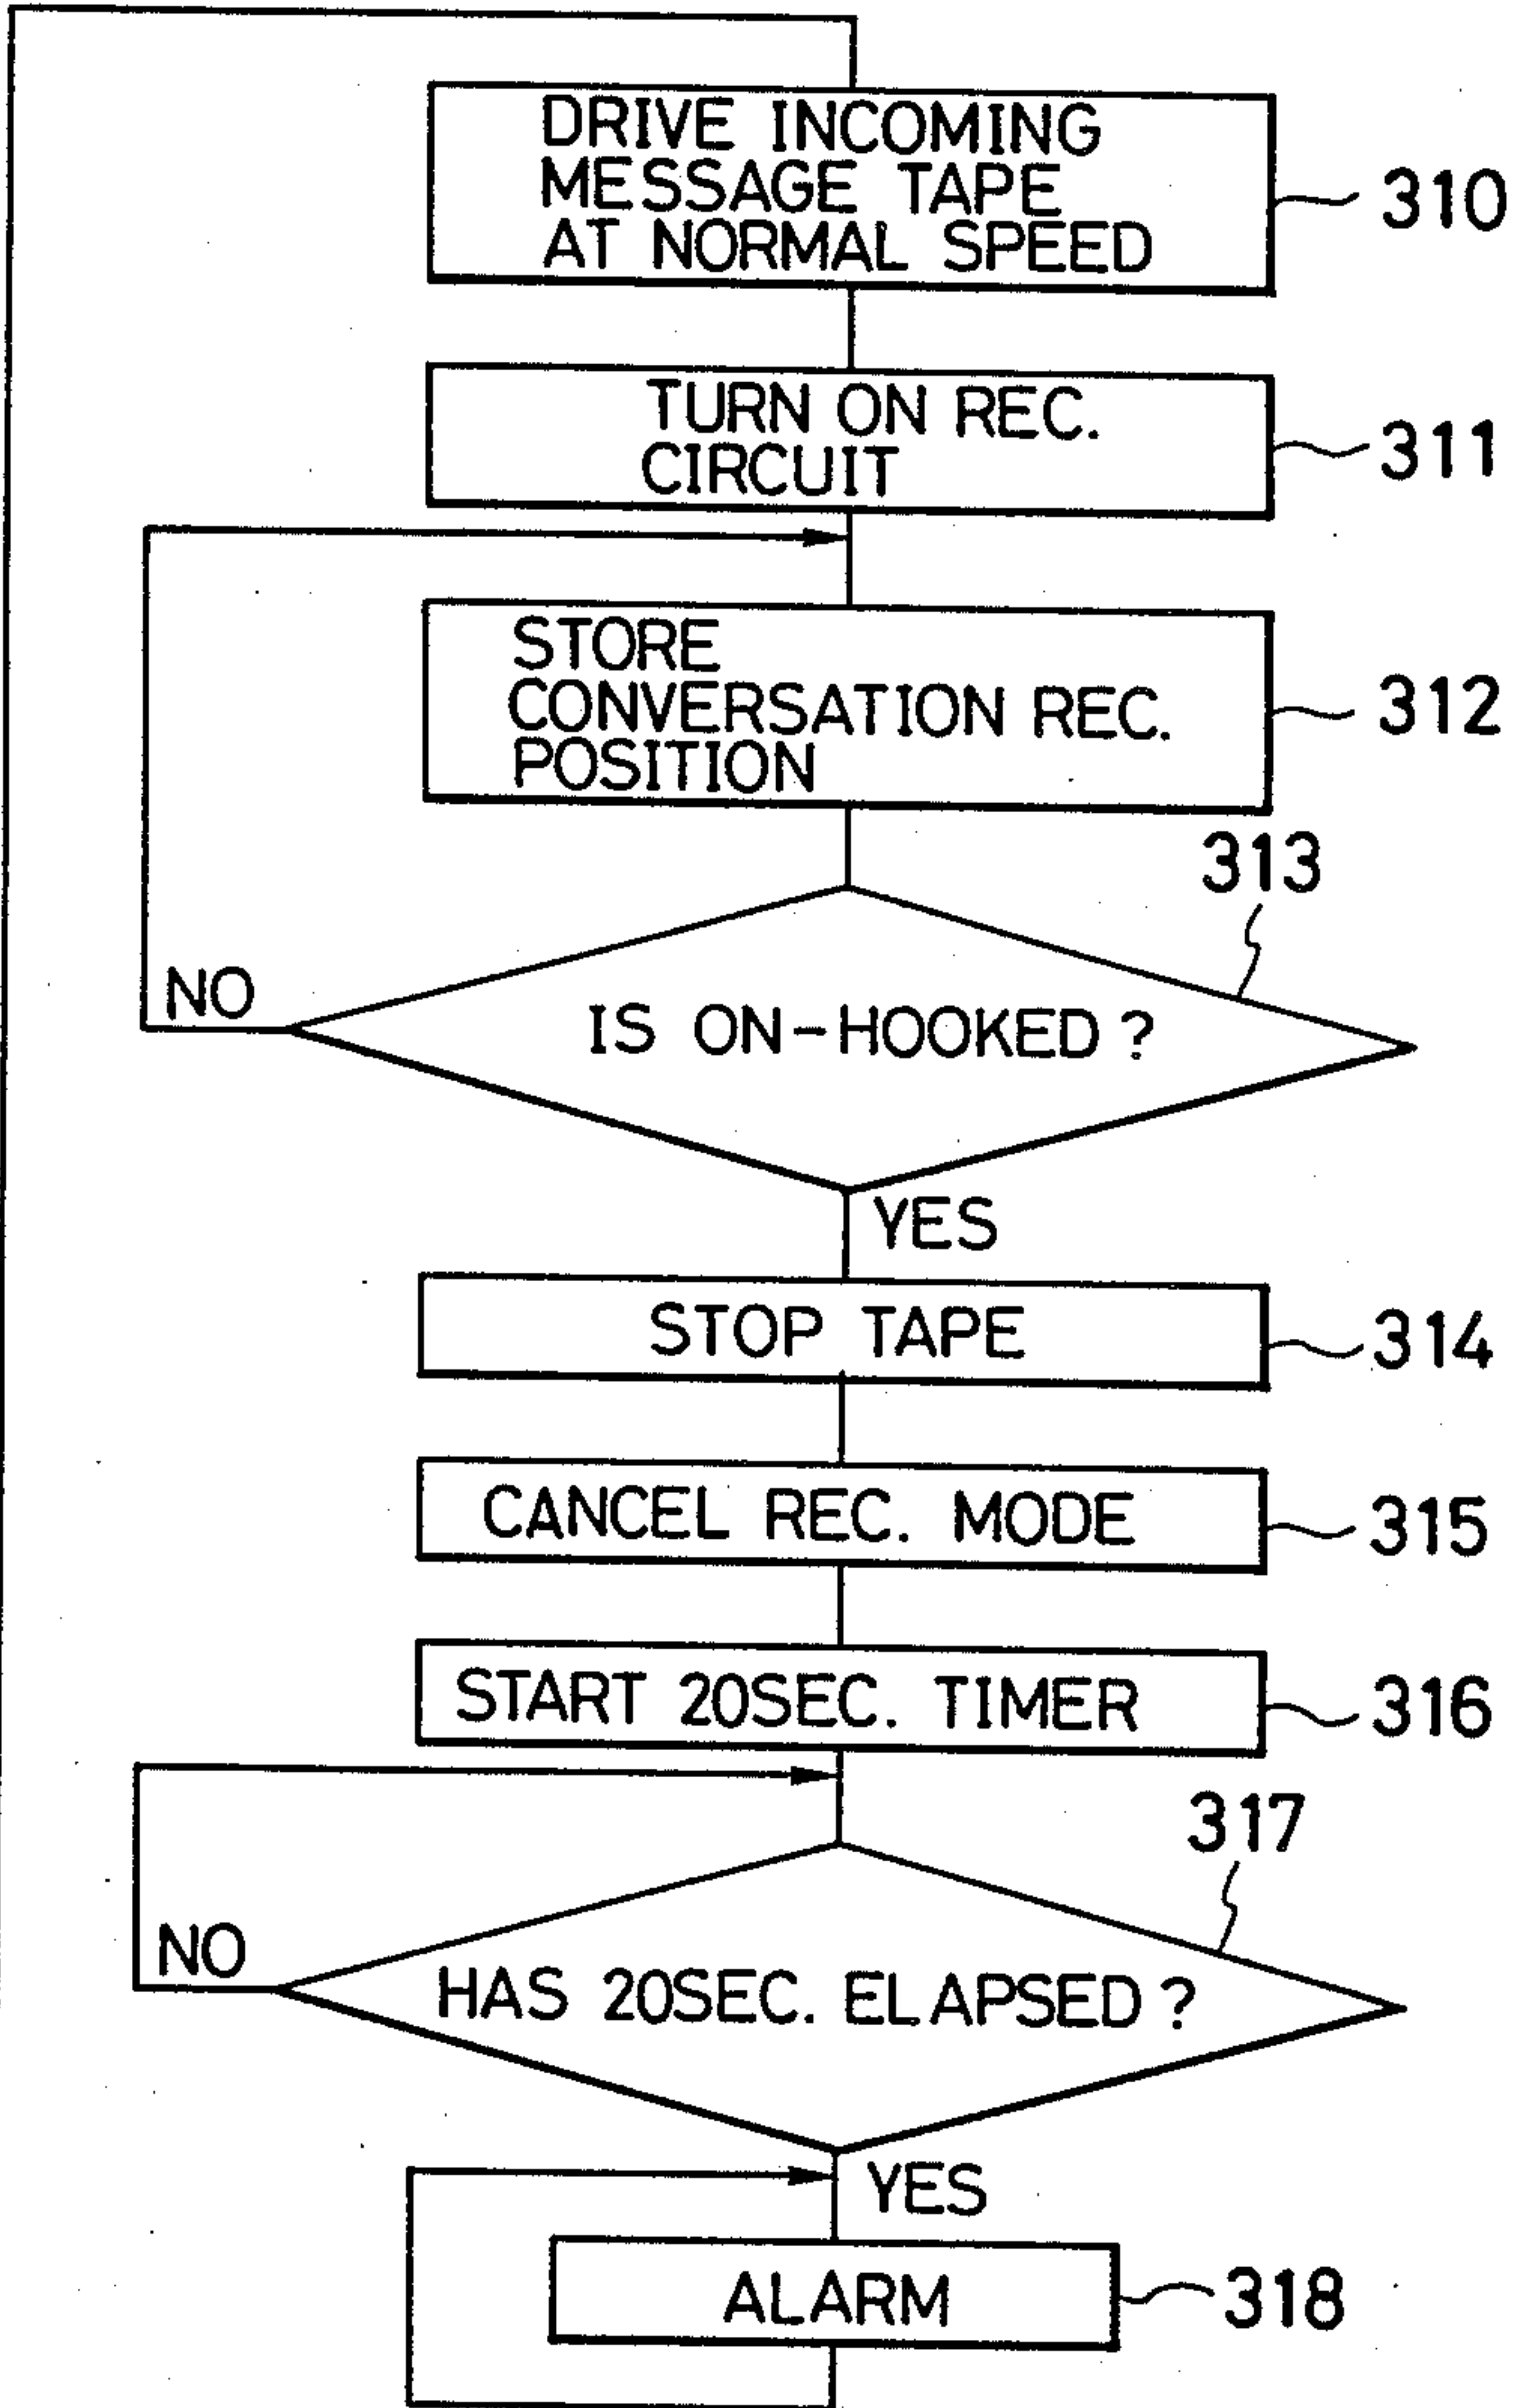 DRIVE INCOMING
MESSAGE TAPE
AT NORMAL SPEED
310
TURN ON REC.
CIRCUIT
311
STORE
CONVERSATION REC.
POSITION
312
313
NO
IS ON-HOOKED ?
YES
STOP TAPE
314
CANCEL REC. MODE
315
START 20SEC. TIMER
316
317
NO
HAS 20SEC. ELAPSED ?
YES
ALARM
318